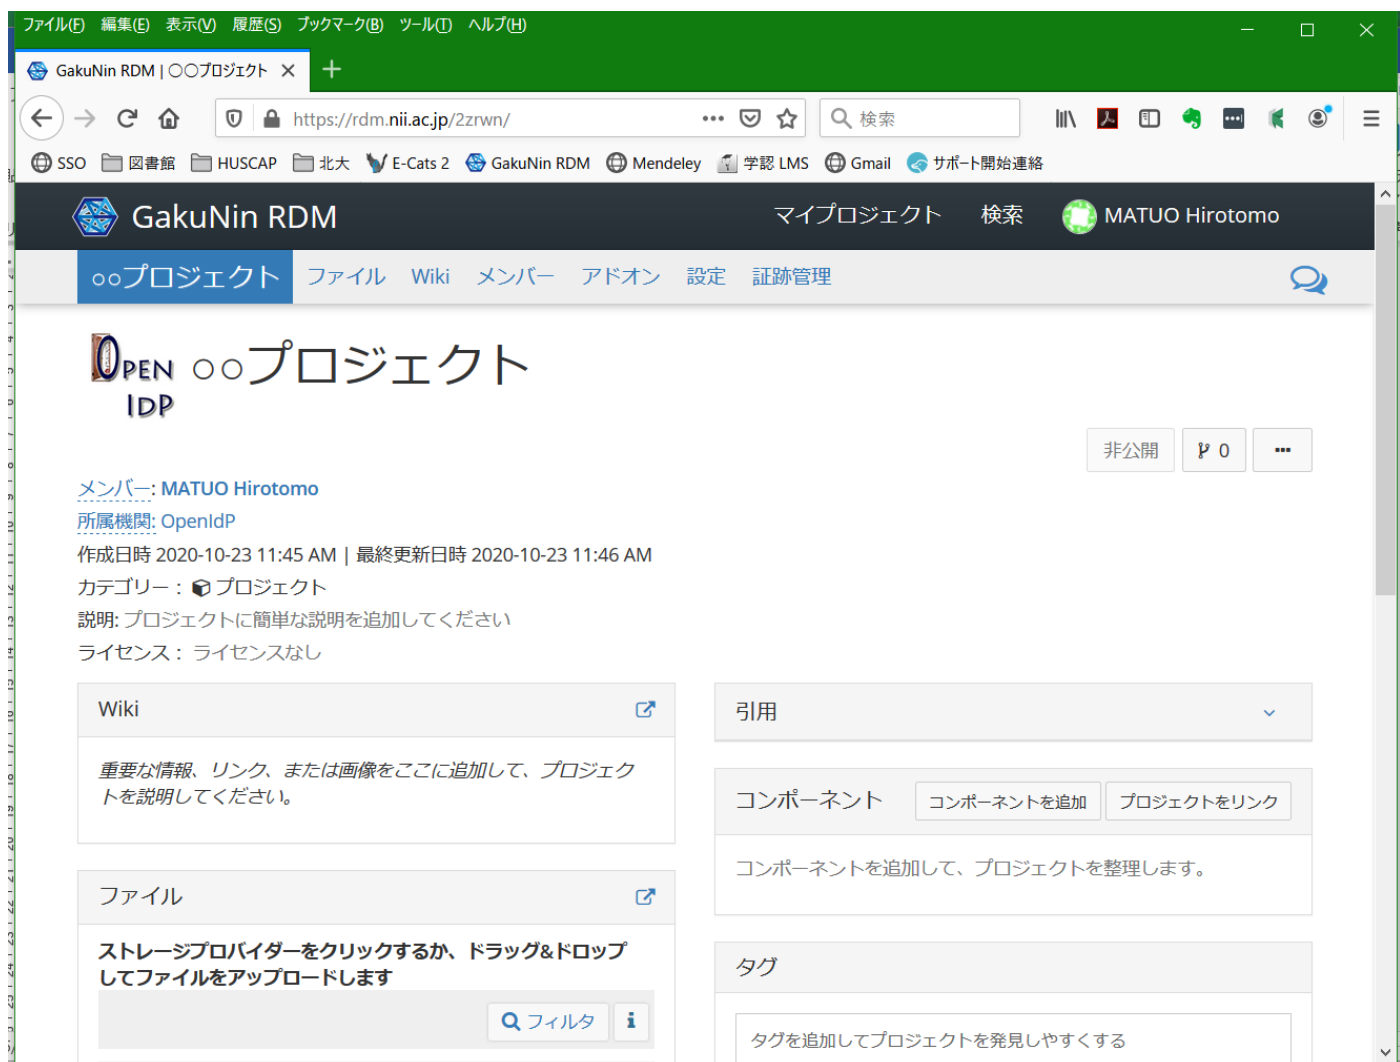 ファイル(F) 編集(E) 表示(V) 履歴(S) ブックマーク(B) ツール(T) ヘルプ(H)
GakuNin RDM | ○○プロジェクト
https://rdm.nii.ac.jp/2zrwn/
検索
SSO 図書館 HUSCAP 北大 E-Cats 2 GakuNin RDM Mendeley 学認 LMS Gmail サポート開始連絡
GakuNin RDM マイプロジェクト 検索 MATUO Hirotomo
○○プロジェクト ファイル Wiki メンバー アドオン 設定 証跡管理
OPEN IDP
○○プロジェクト
非公開 0 ...
メンバー: MATUO Hirotomo
所属機関: OpenIdP
作成日時 2020-10-23 11:45 AM | 最終更新日時 2020-10-23 11:46 AM
カテゴリー： プロジェクト
説明: プロジェクトに簡単な説明を追加してください
ライセンス： ライセンスなし
Wiki
重要な情報、リンク、または画像をここに追加して、プロジェク
トを説明してください。
ファイル
ストレージプロバイダーをクリックするか、ドラッグ&ドロップ
してファイルをアップロードします
フィルタ i
引用
コンポーネント コンポーネントを追加 プロジェクトをリンク
コンポーネントを追加して、プロジェクトを整理します。
タグ
タグを追加してプロジェクトを発見しやすくする